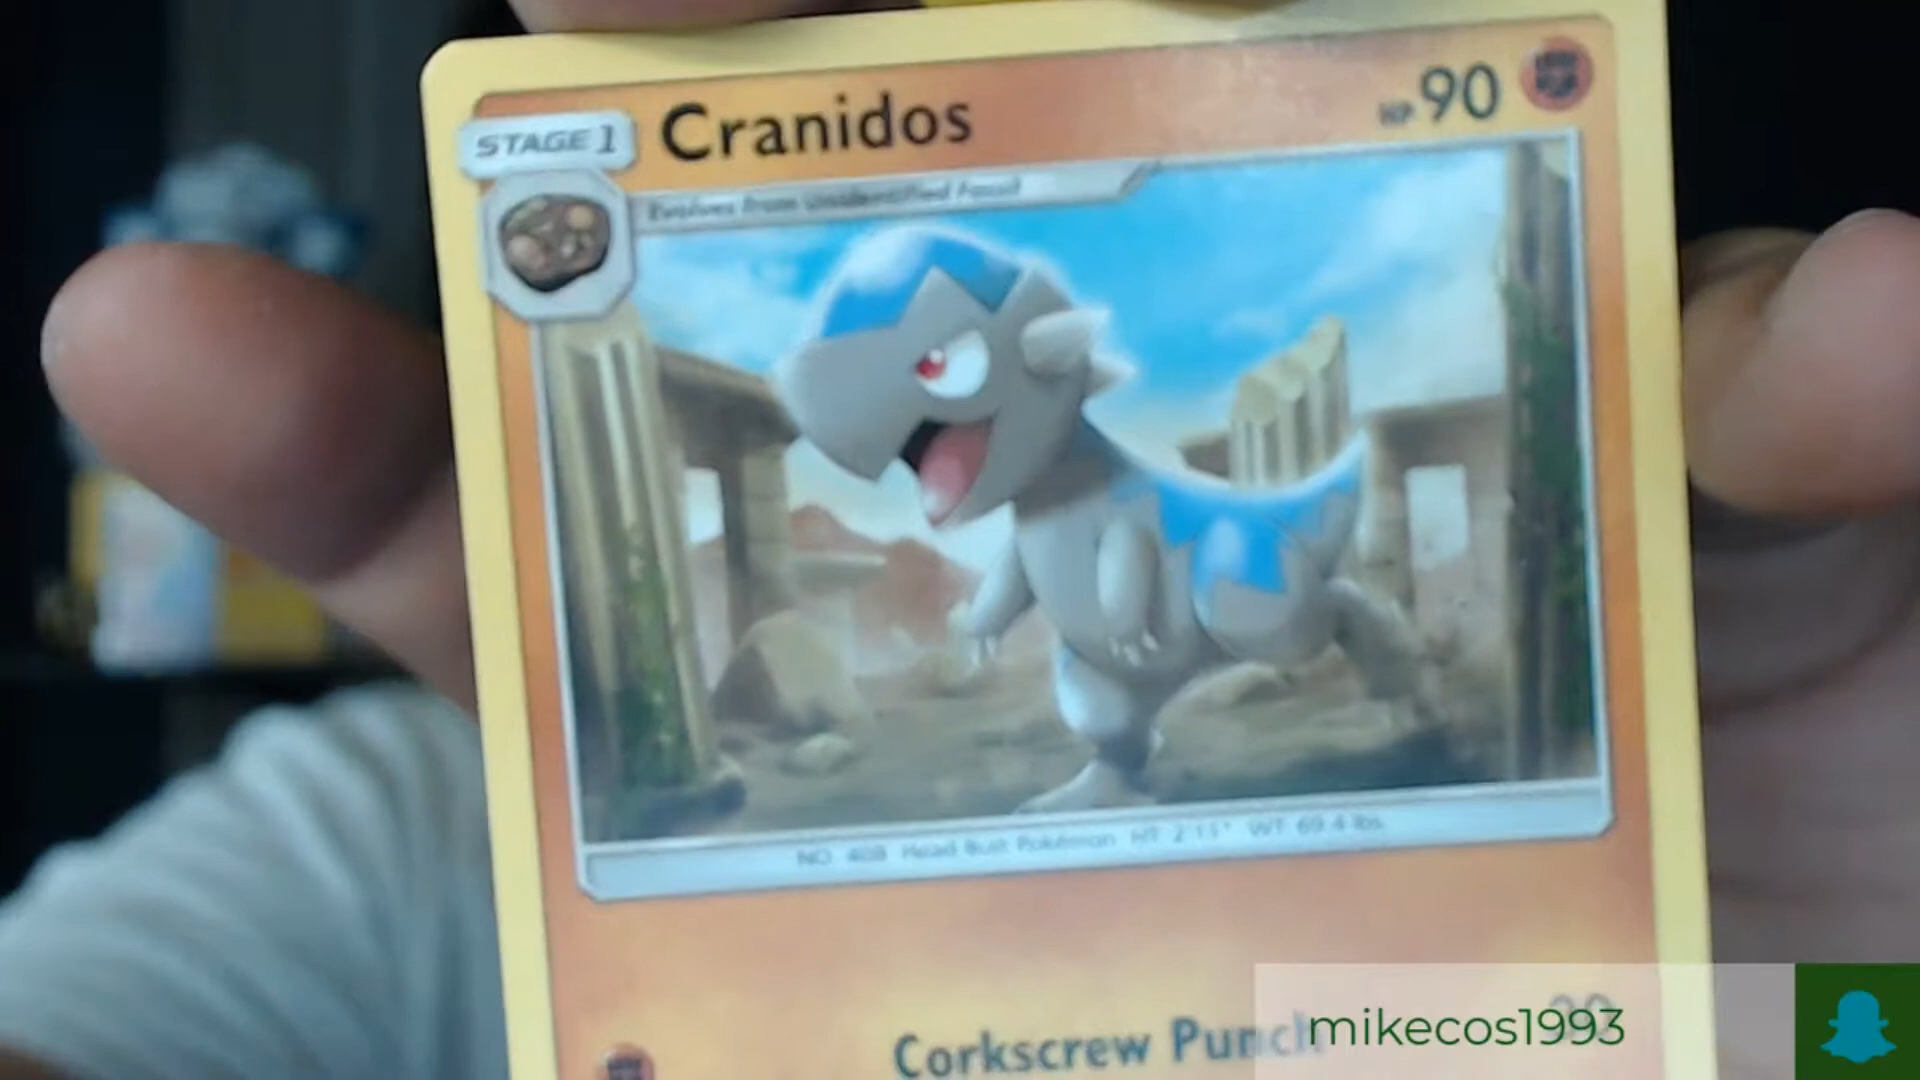 STAGE 1 Cranidos HP 90
Evolves from Unidentified Fossil
NO. 408 Head Butt Pokémon HT: 2'11" WT: 69.4 lbs.
Corkscrew Punch
mikecos1993